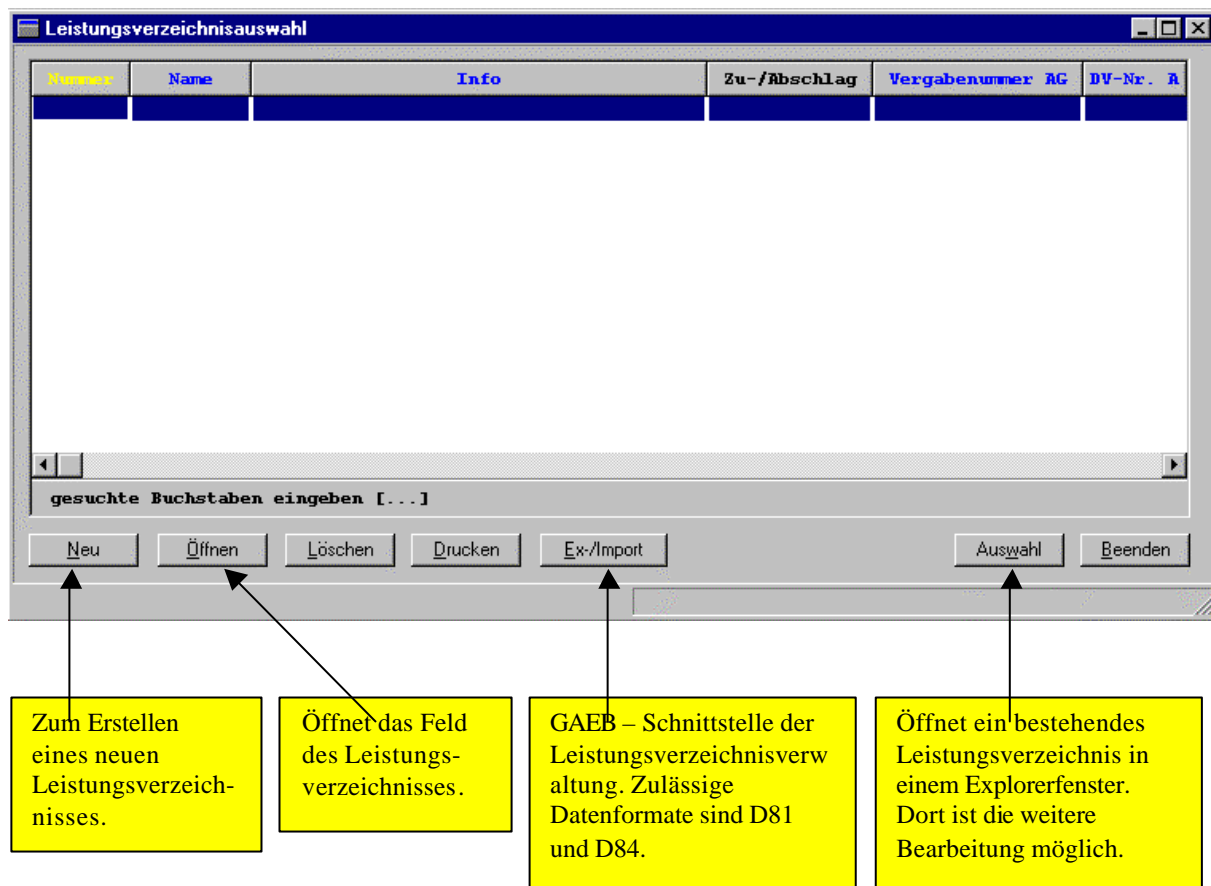 Leistungsverzeichnisauswahl
Nummer Name Info Zu-/Abschlag Vergabenummer AG DV-Nr. A
gesuchte Buchstaben eingeben [...]
Neu Öffnen Löschen Drucken Ex-/Import Auswahl Beenden
Zum Erstellen
eines neuen
Leistungsverzeich-
nisses.
Öffnet das Feld
des Leistungs-
verzeichnisses.
GAEB – Schnittstelle der
Leistungsverzeichnisverw
altung. Zulässige
Datenformate sind D81
und D84.
Öffnet ein bestehendes
Leistungsverzeichnis in
einem Explorerfenster.
Dort ist die weitere
Bearbeitung möglich.